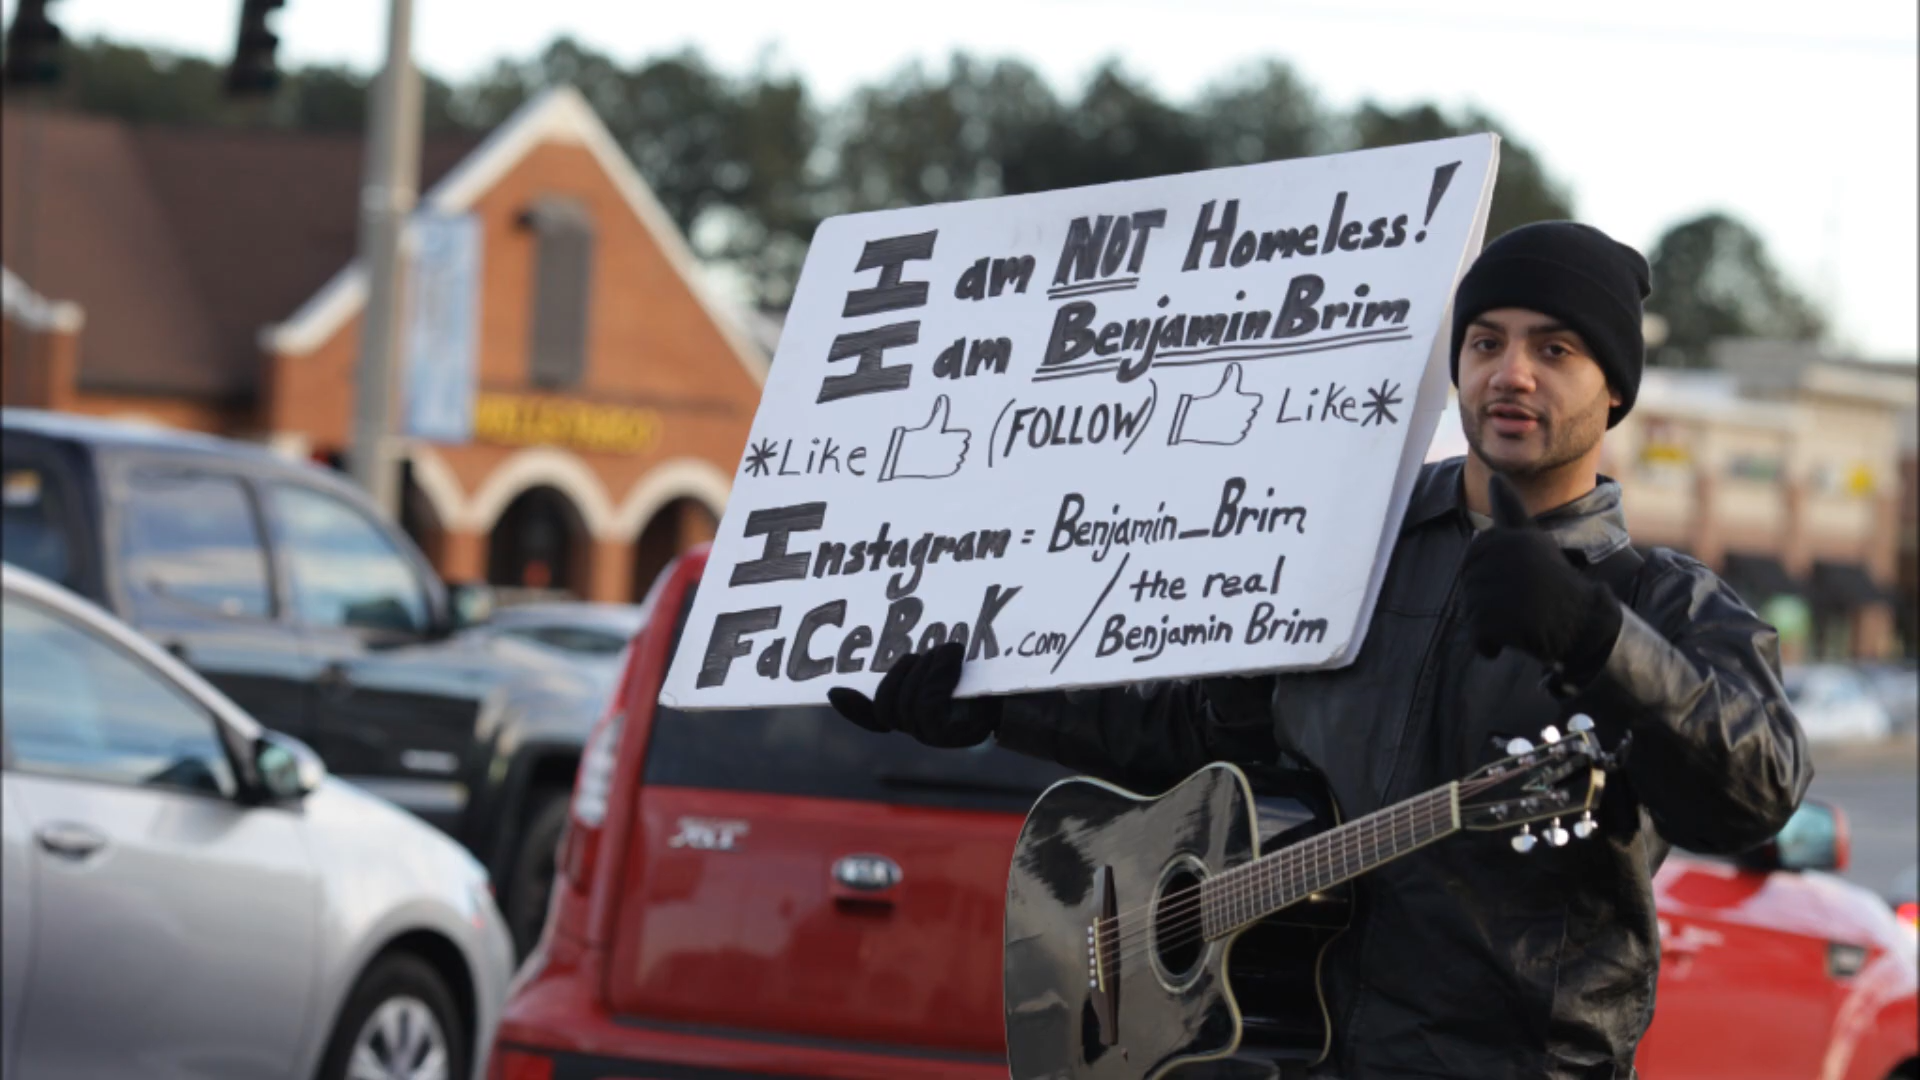 I am NOT Homeless!
I am Benjamin Brim
*Like (FOLLOW) Like*
Instagram = Benjamin_Brim
FaCeBooK.com/the real
Benjamin Brim
KIA